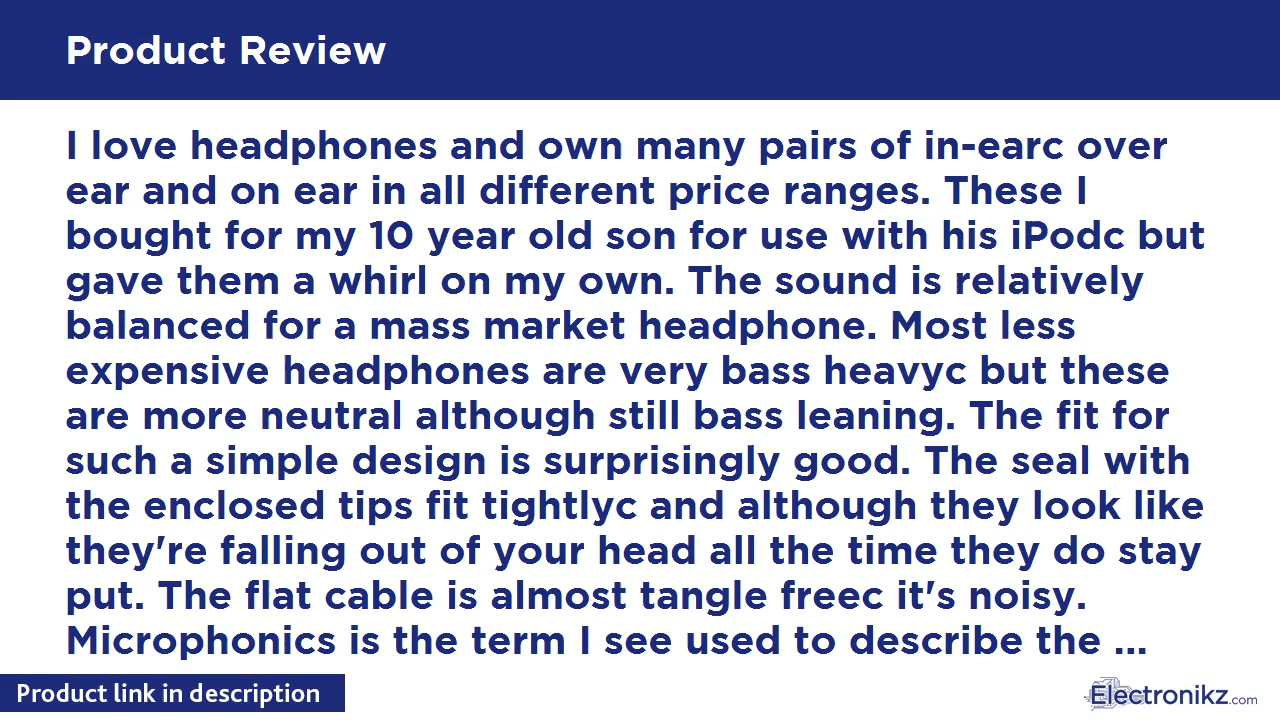 Product Review
I love headphones and own many pairs of in-earc over
ear and on ear in all different price ranges. These I
bought for my 10 year old son for use with his iPodc but
gave them a whirl on my own. The sound is relatively
balanced for a mass market headphone. Most less
expensive headphones are very bass heavyc but these
are more neutral although still bass leaning. The fit for
such a simple design is surprisingly good. The seal with
the enclosed tips fit tightlyc and although they look like
they're falling out of your head all the time they do stay
put. The flat cable is almost tangle freec it's noisy.
Microphonics is the term I see used to describe the ...
Product link in description
Electronikz.com